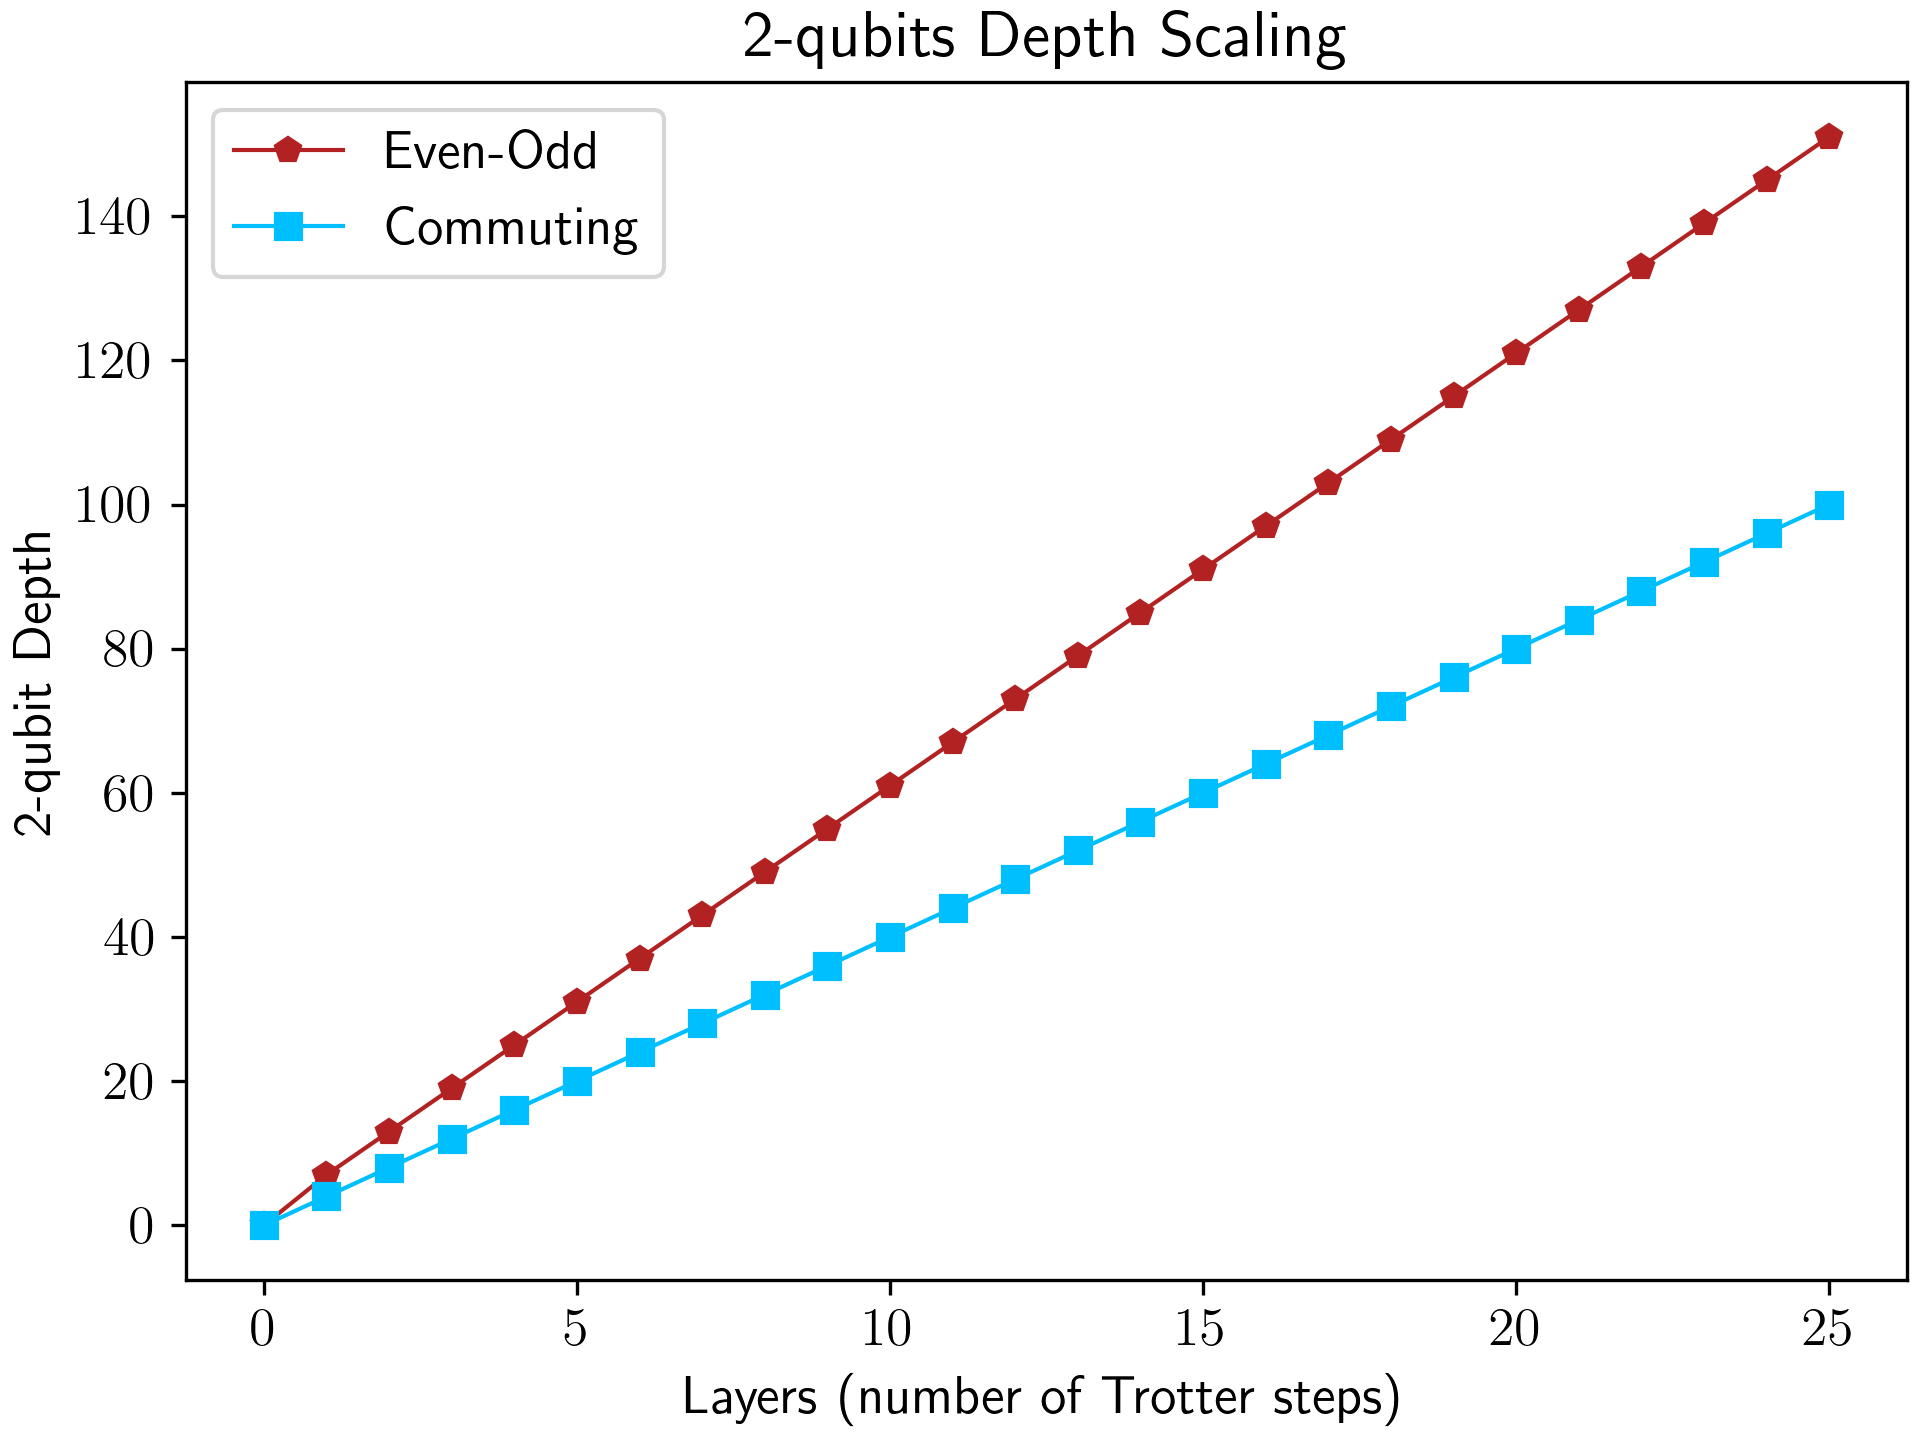 2-qubits Depth Scaling
Even-Odd
Commuting
2-qubit Depth
140
120
100
80
60
40
20
0
0 5 10 15 20 25
Layers (number of Trotter steps)